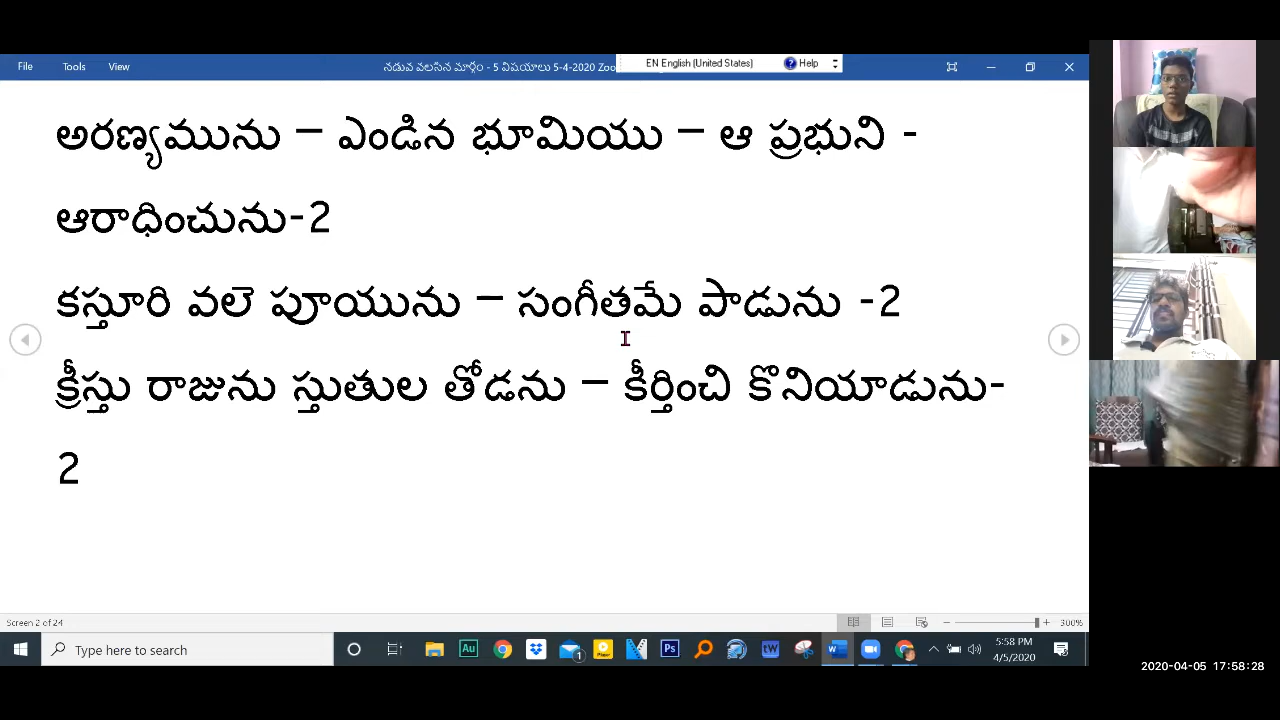 File Tools View నడువ వలసిన మార్గం - 5 విషయాలు 5-4-2020 Zoo EN English (United States) Help
అరణ్యమును – ఎండిన భూమియు – ఆ ప్రభుని -
ఆరాధించును-2
కస్తూరి వలె పూయును – సంగీతమే పాడును -2
క్రీస్తు రాజును స్తుతుల తోడను – కీర్తించి కొనియాడును-
2
Screen 2 of 24 300%
Type here to search 5:58 PM
4/5/2020
2020-04-05 17:58:28